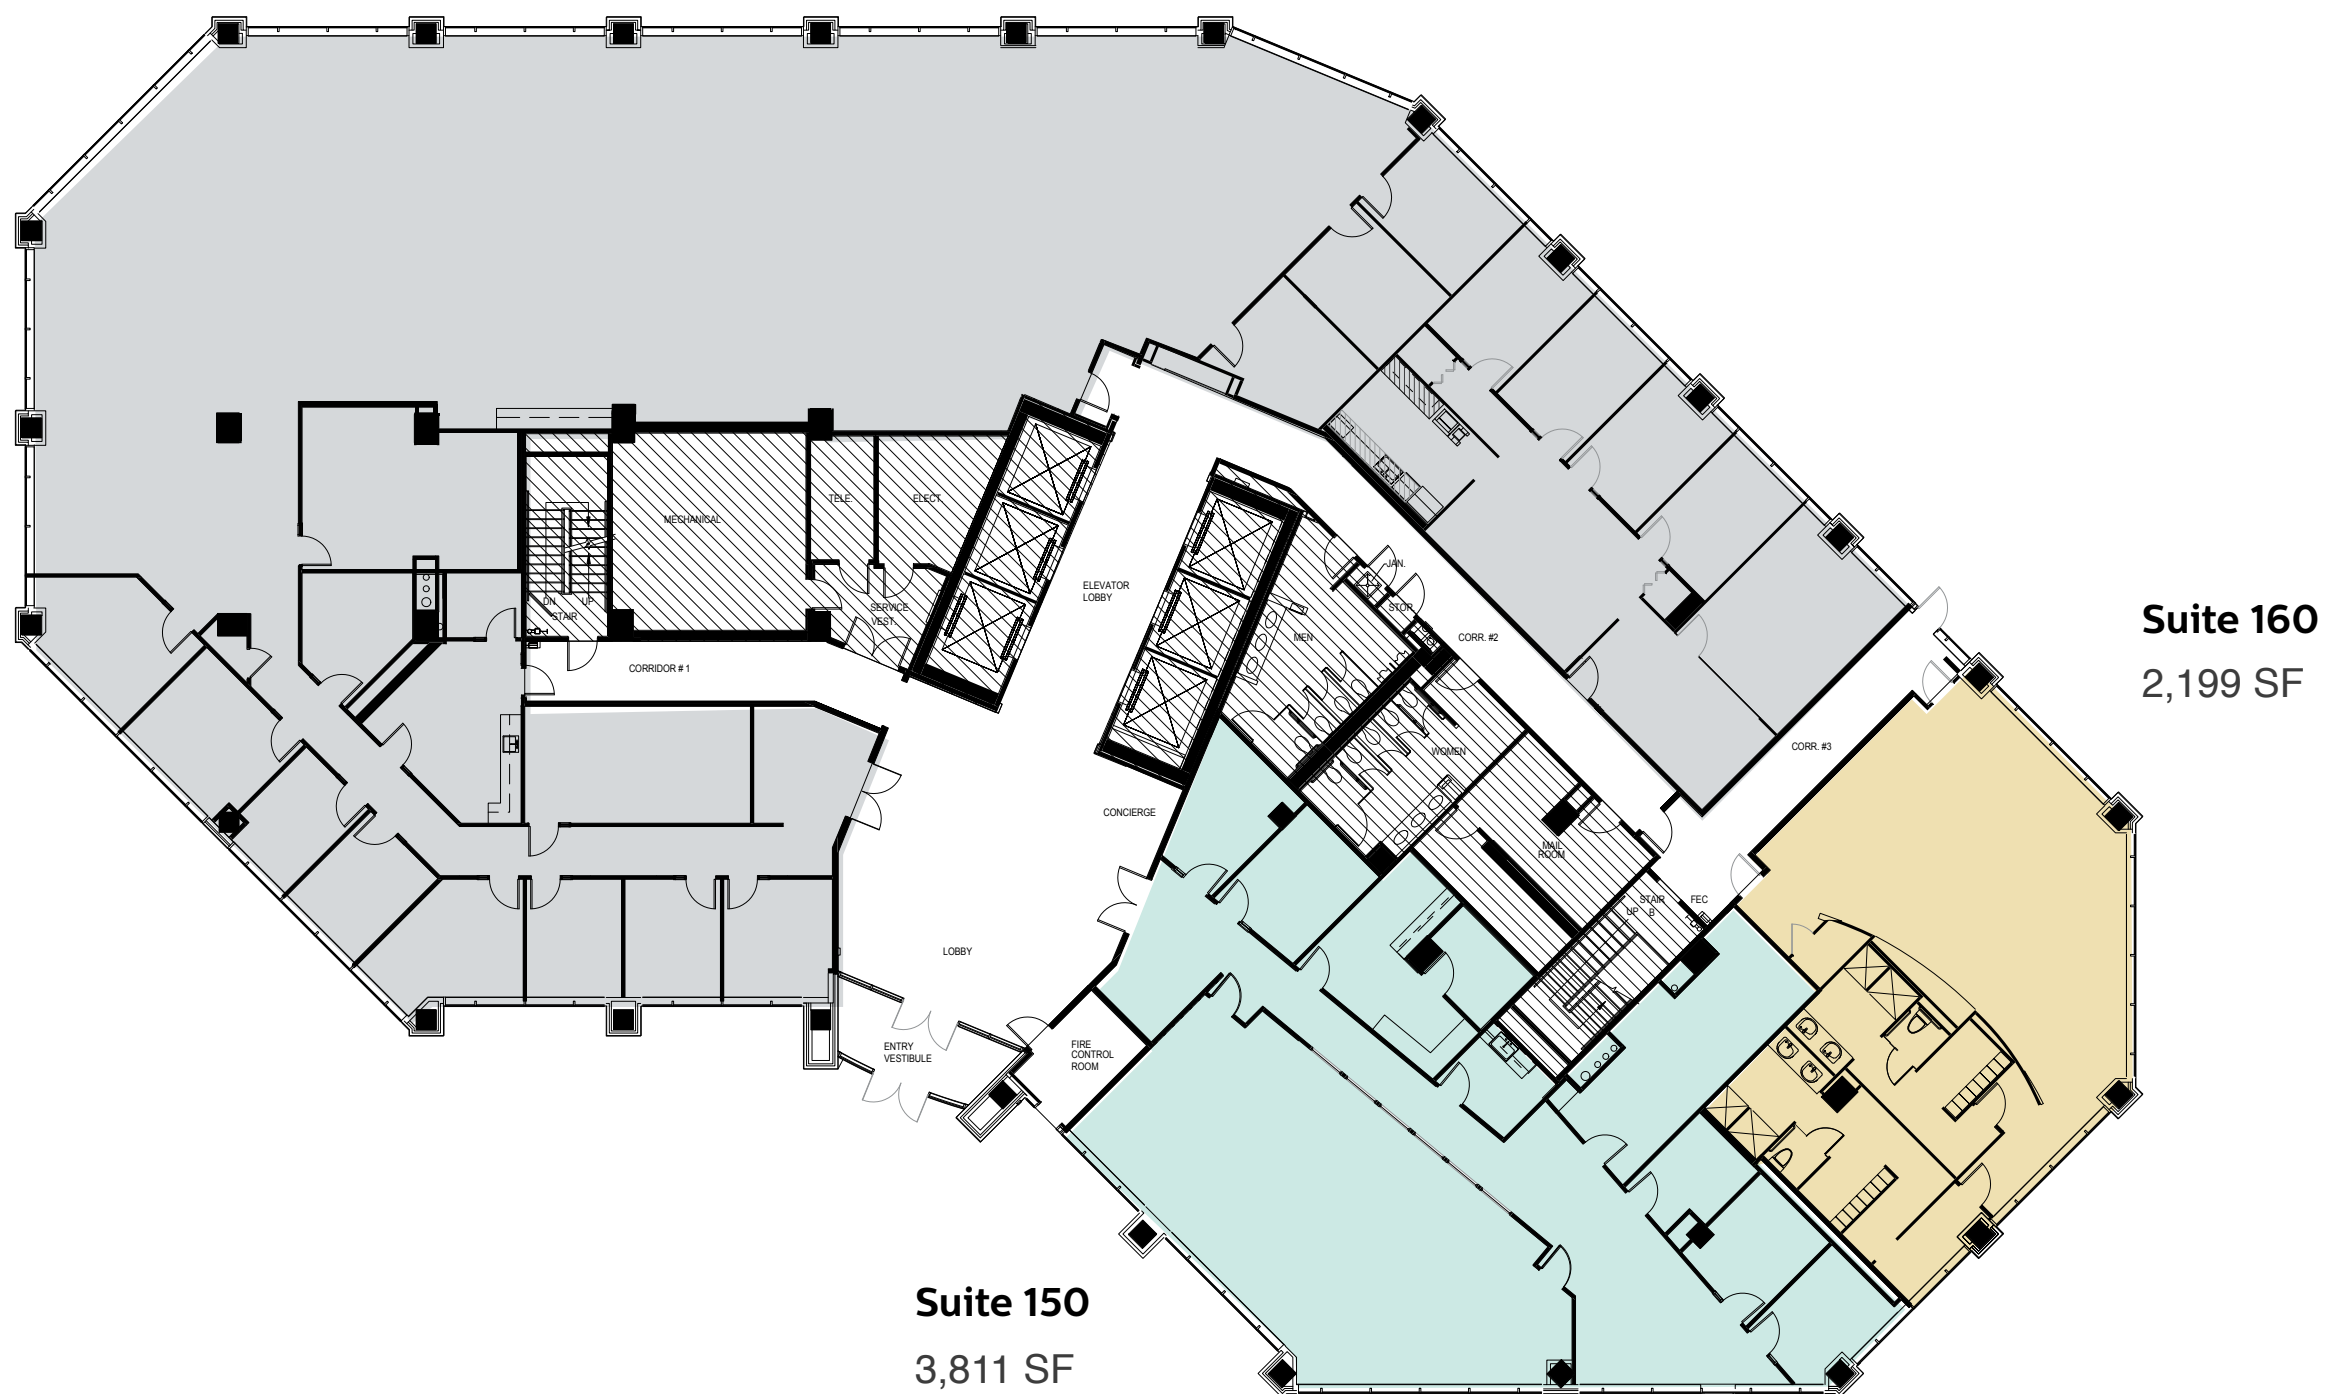 TELE.
ELECT.
MECHANICAL
JAN.
ELEVATOR
LOBBY
DN
UP
STAIR
SERVICE
VEST.
STOR.
MEN
CORR. #2
Suite 160
2,199 SF
CORRIDOR # 1
WOMEN
CORR. #3
CONCIERGE
MAIL
ROOM
STAIR
B
UP
FEC
LOBBY
ENTRY
VESTIBULE
FIRE
CONTROL
ROOM
Suite 150
3,811 SF